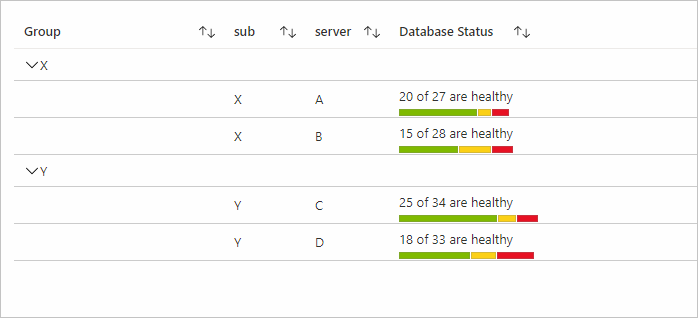 Group sub server Database Status
X
X A 20 of 27 are healthy
X B 15 of 28 are healthy
Y
Y C 25 of 34 are healthy
Y D 18 of 33 are healthy